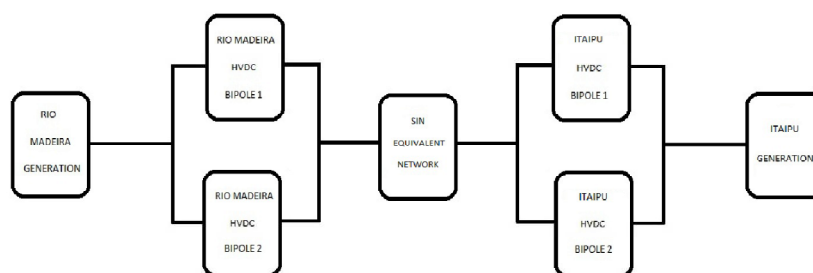 RIO
MADEIRA
GENERATION
RIO MADEIRA
HVDC
BIPOLE 1
RIO MADEIRA
HVDC
BIPOLE 2
SIN
EQUIVALENT
NETWORK
ITAIPU
HVDC
BIPOLE 1
ITAIPU
HVDC
BIPOLE 2
ITAIPU
GENERATION